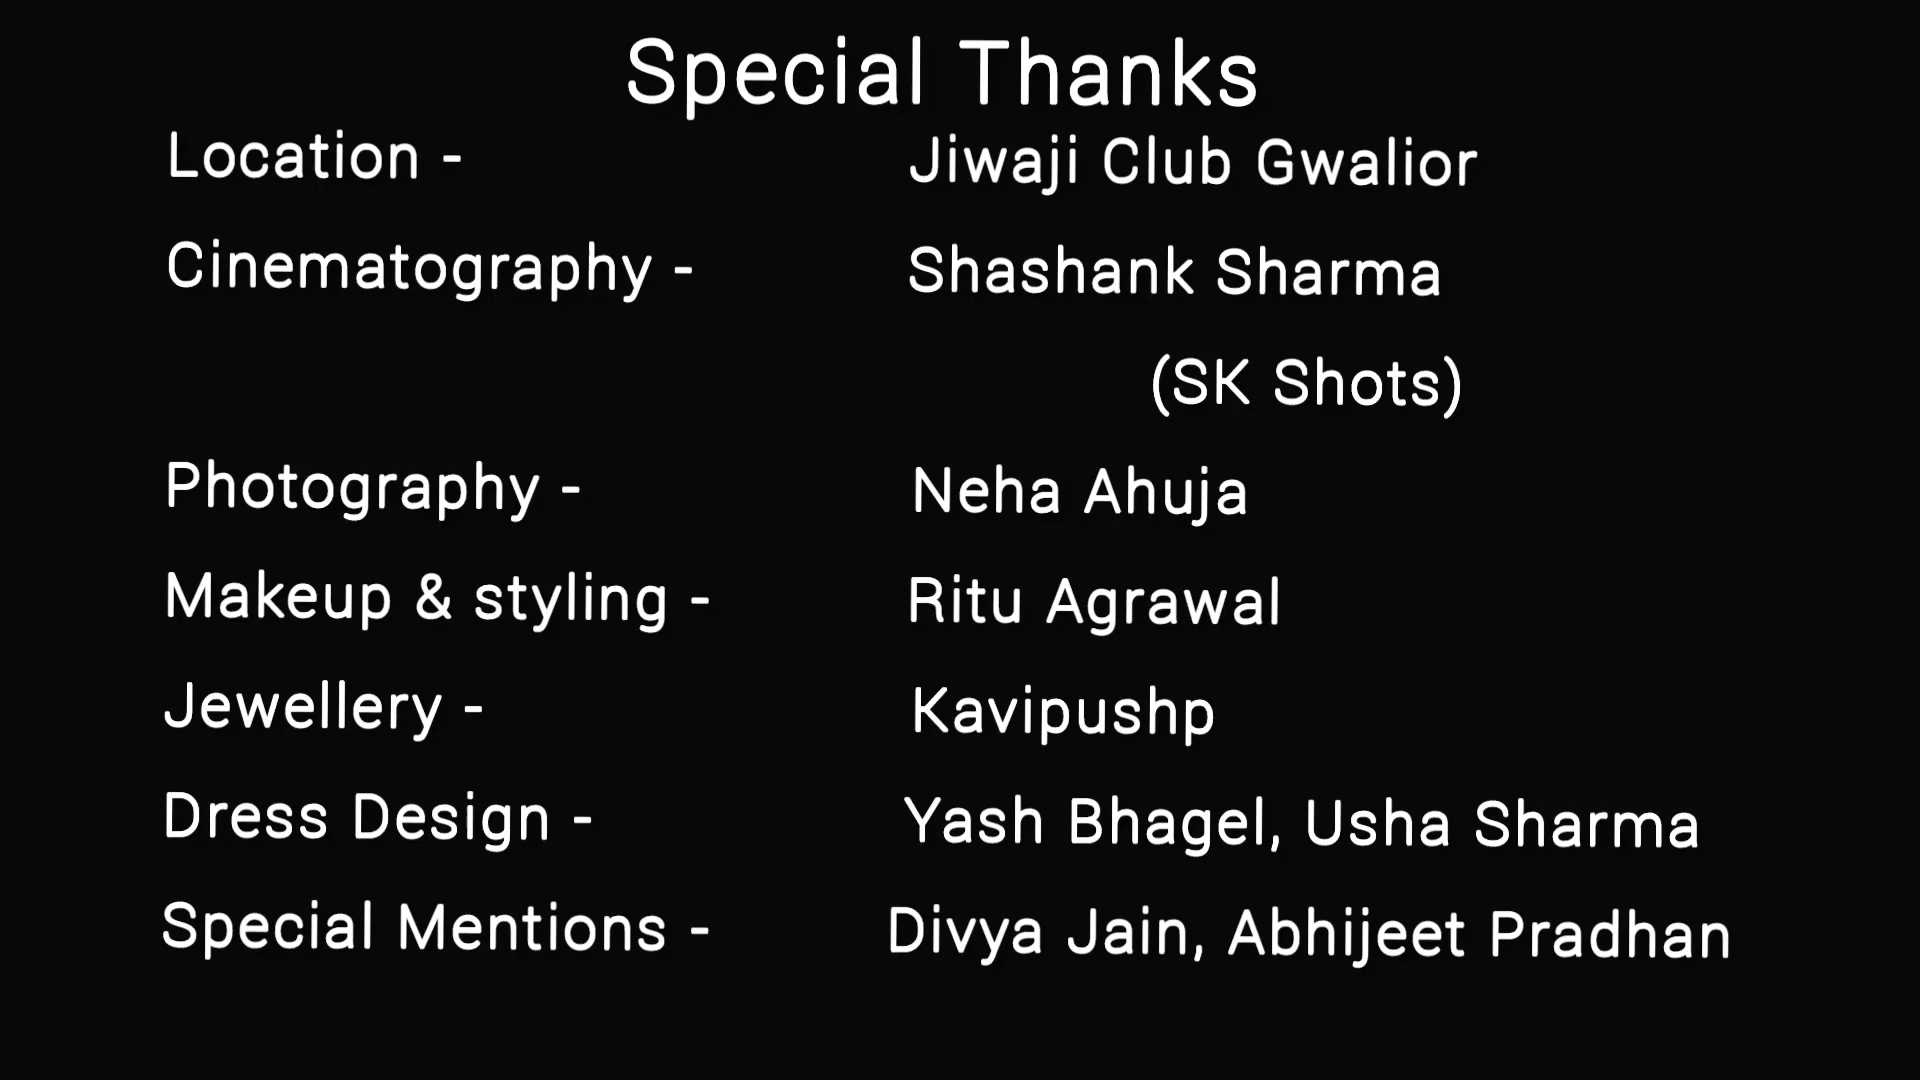 Special Thanks
Location - Jiwaji Club Gwalior
Cinematography - Shashank Sharma
(SK Shots)
Photography - Neha Ahuja
Makeup & styling - Ritu Agrawal
Jewellery - Kavipushp
Dress Design - Yash Bhagel, Usha Sharma
Special Mentions - Divya Jain, Abhijeet Pradhan